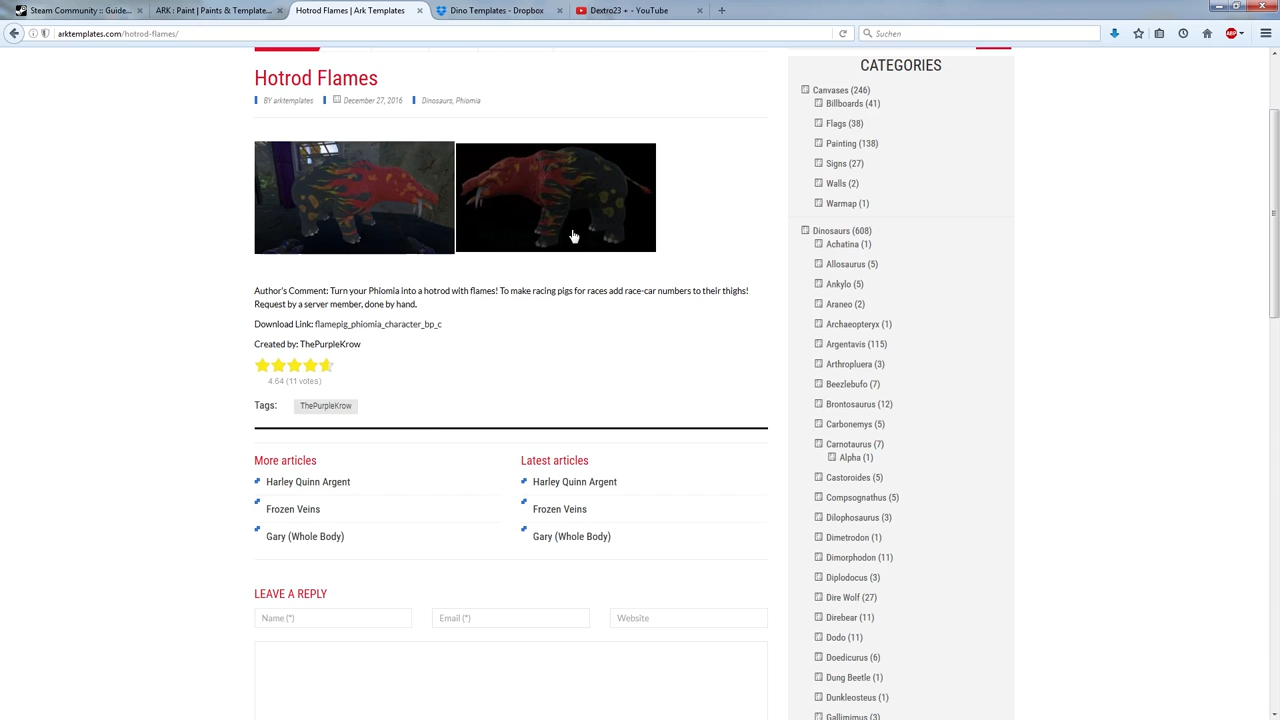 Steam Community :: Guide...
ARK : Paint | Paints & Template...
Hotrod Flames | Ark Templates
Dino Templates - Dropbox
Dextro23 + - YouTube
arktemplates.com/hotrod-flames/
Suchen
ABP
Hotrod Flames
BY arktemplates
December 27, 2016
Dinosaurs, Phiomia
Author's Comment: Turn your Phiomia into a hotrod with flames! To make racing pigs for races add race-car numbers to their thighs!
Request by a server member, done by hand.
Download Link: flamepig_phiomia_character_bp_c
Created by: ThePurpleKrow
4.64 (11 votes)
Tags: ThePurpleKrow
More articles
Harley Quinn Argent
Frozen Veins
Gary (Whole Body)
Latest articles
Harley Quinn Argent
Frozen Veins
Gary (Whole Body)
LEAVE A REPLY
Name (*)
Email (*)
Website
CATEGORIES
Canvases (246)
Billboards (41)
Flags (38)
Painting (138)
Signs (27)
Walls (2)
Warmap (1)
Dinosaurs (608)
Achatina (1)
Allosaurus (5)
Ankylo (5)
Araneo (2)
Archaeopteryx (1)
Argentavis (115)
Arthropluera (3)
Beezlebufo (7)
Brontosaurus (12)
Carbonemys (5)
Carnotaurus (7)
Alpha (1)
Castoroides (5)
Compsognathus (5)
Dilophosaurus (3)
Dimetrodon (1)
Dimorphodon (11)
Diplodocus (3)
Dire Wolf (27)
Direbear (11)
Dodo (11)
Doedicurus (6)
Dung Beetle (1)
Dunkleosteus (1)
Gallimimus (3)